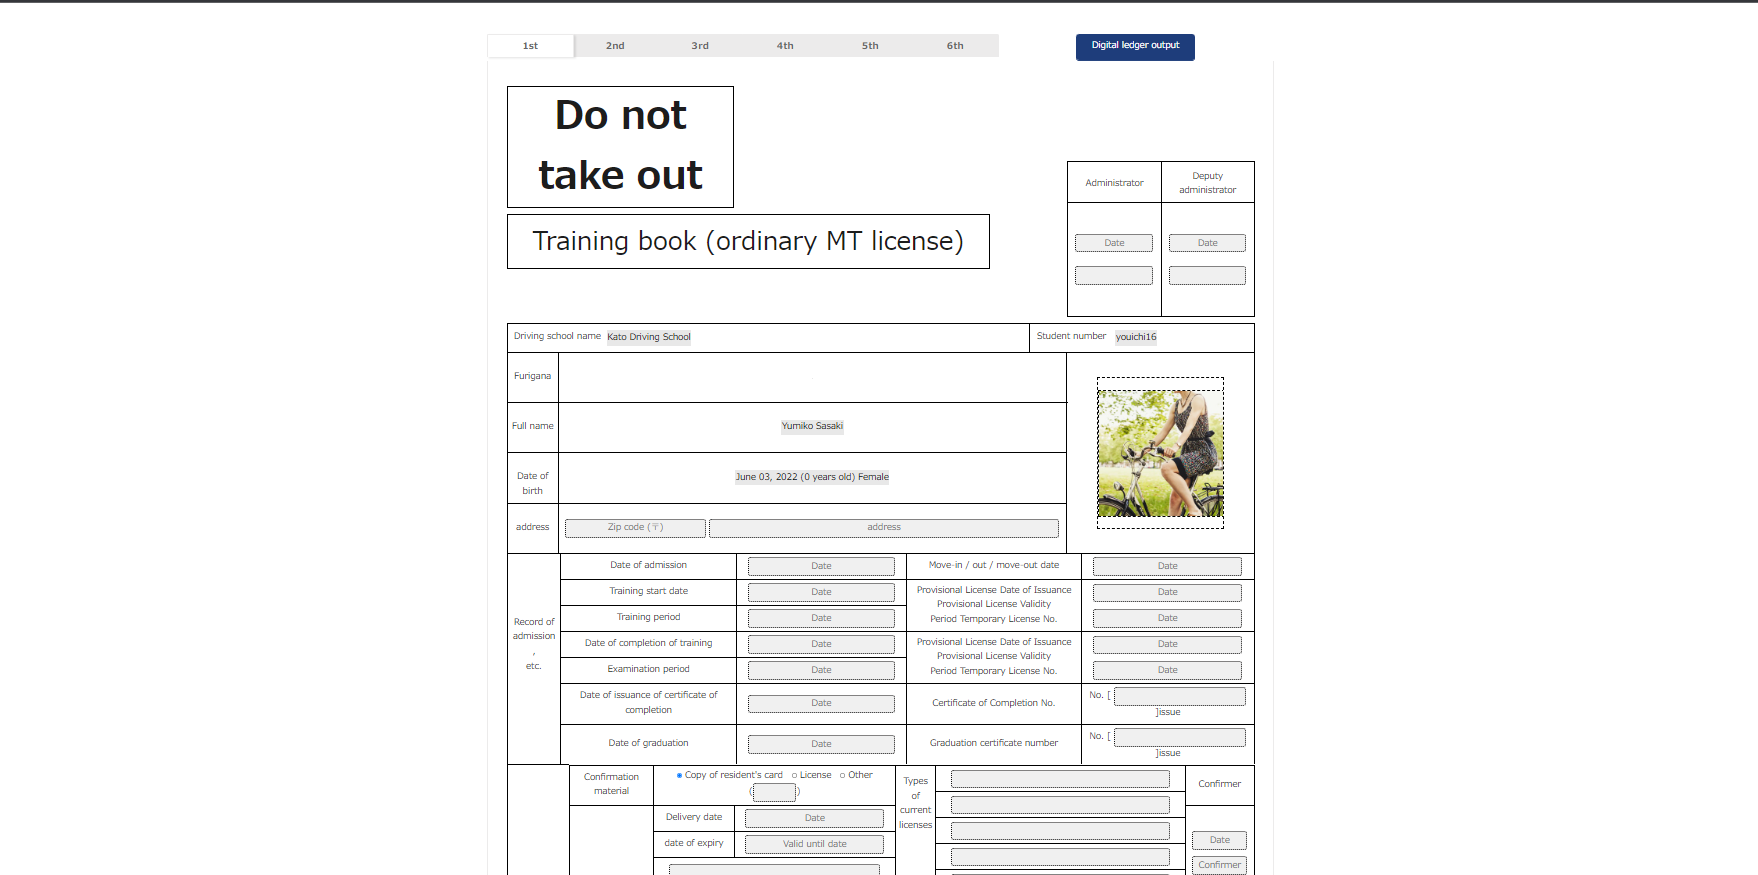 1st 2nd 3rd 4th 5th 6th Digital ledger output
Do not
take out
Training book (ordinary MT license)
Administrator
Deputy
administrator
Date Date
Driving school name Kato Driving School Student number youichi16
Furigana
Full name Yumiko Sasaki
Date of
birth
June 03, 2022 (0 years old) Female
address Zip code (〒) address
Record of
admission
,
etc.
Date of admission Date Move-in / out / move-out date Date
Training start date Date
Training period Date
Provisional License Date of Issuance
Provisional License Validity
Period Temporary License No.
Date
Date
Date of completion of training Date
Examination period Date
Provisional License Date of Issuance
Provisional License Validity
Period Temporary License No.
Date
Date
Date of issuance of certificate of
completion
Date
Certificate of Completion No.
No. [
]issue
Date of graduation Date Graduation certificate number
No. [
]issue
Confirmation
material
Copy of resident's card License Other
( )
Types
of
current
licenses
Confirmer
Delivery date Date
date of expiry Valid until date
Date
Confirmer